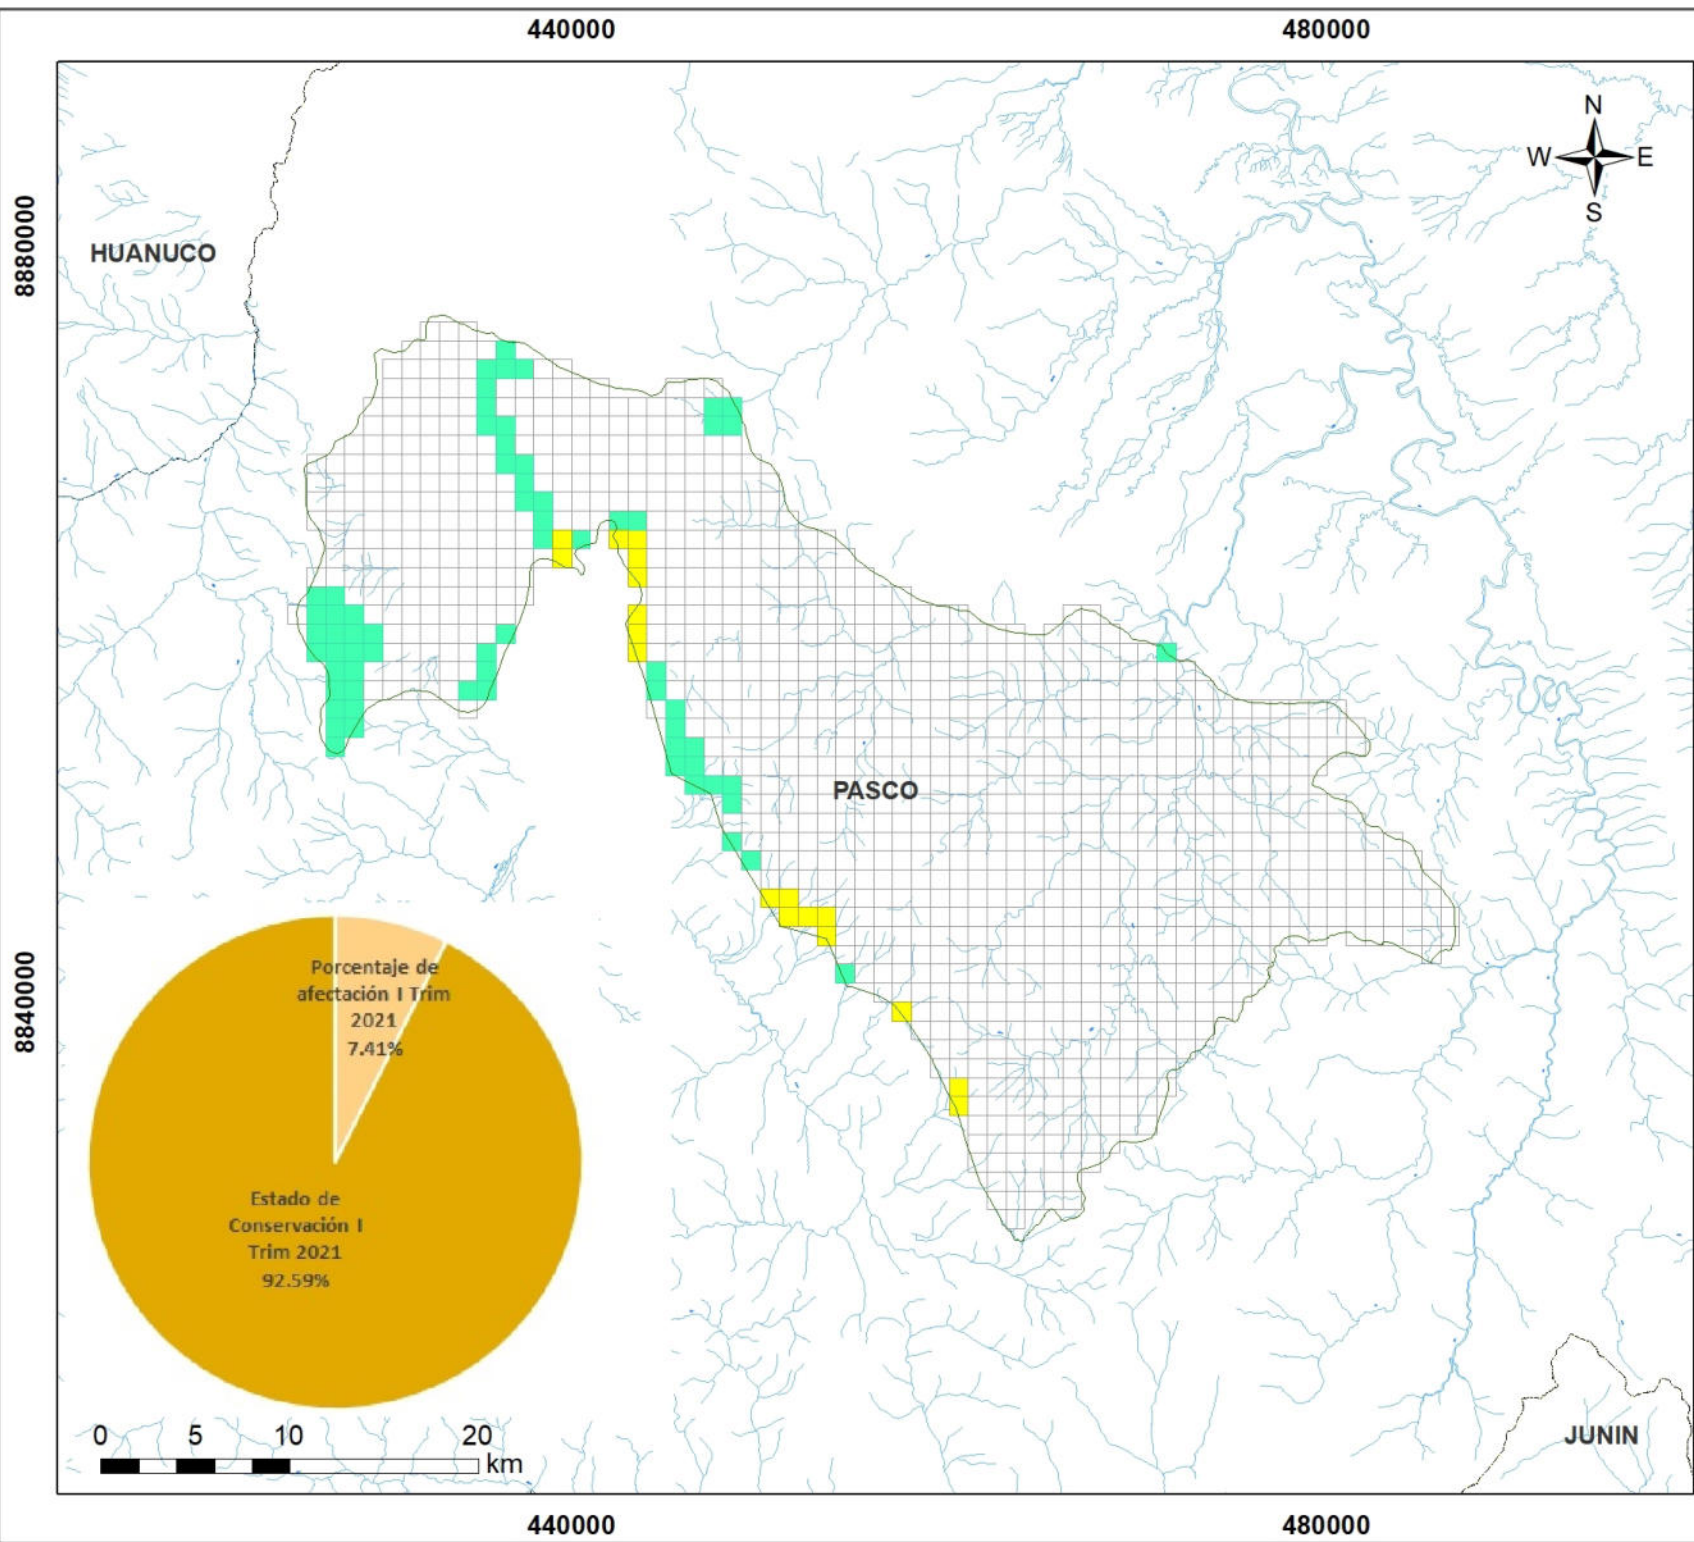 440000 480000
N
W E
S
8880000
HUANUCO
PASCO
8840000
Porcentaje de
afectación I Trim
2021
7.41%
Estado de
Conservación I
Trim 2021
92.59%
0 5 10 20
km
JUNIN
440000 480000